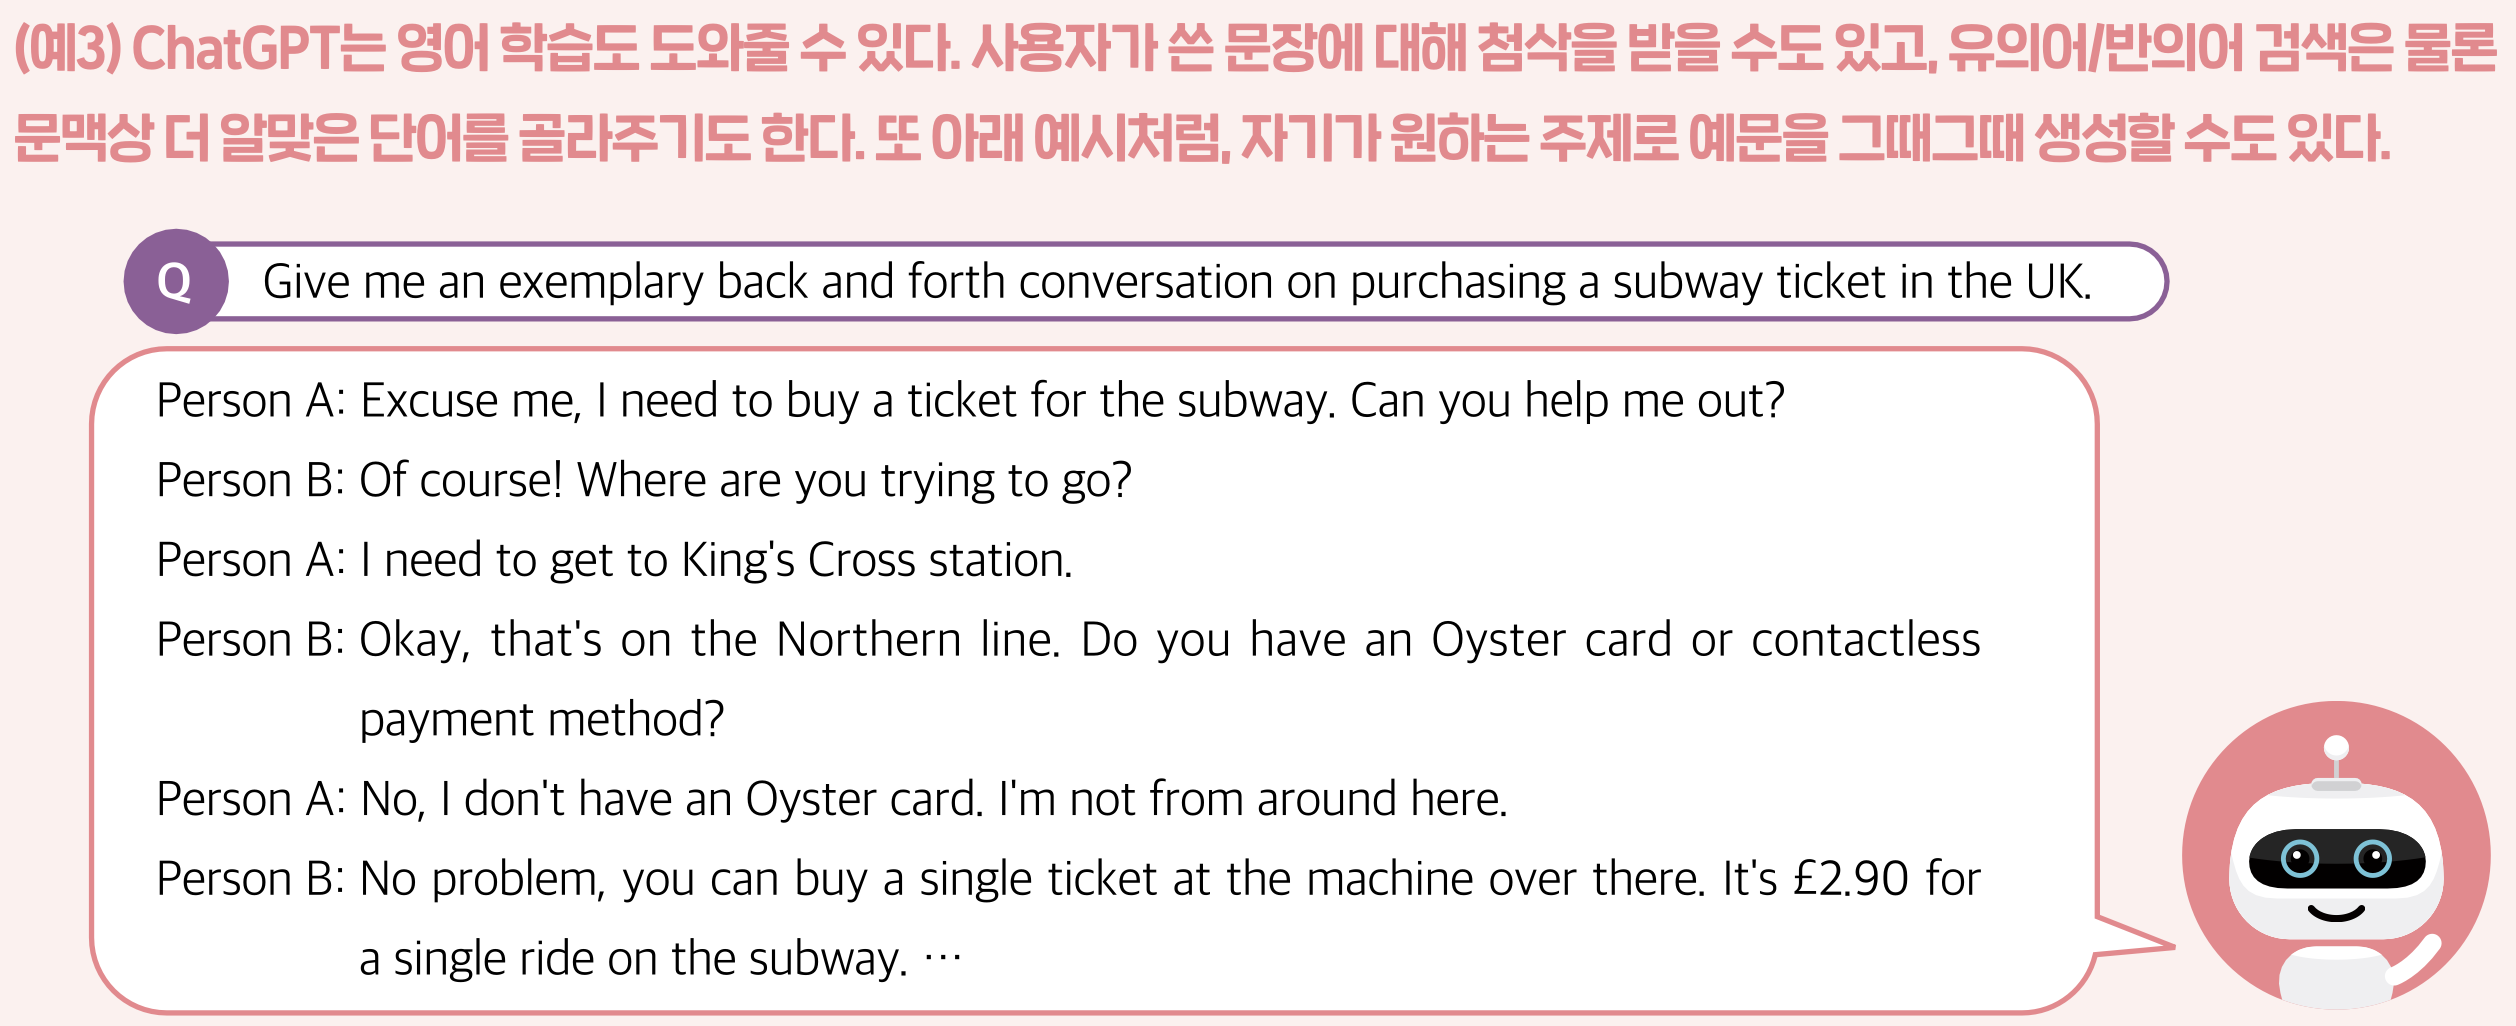 (예3) ChatGPT는 영어 학습도 도와줄 수 있다. 사용자가 쓴 문장에 대해 첨삭을 받을 수도 있고, 유의어/반의어 검색은 물론
문맥상 더 알맞은 단어를 골라주기도 한다. 또 아래 예시처럼, 자기가 원하는 주제로 예문을 그때그때 생성할 수도 있다.
Q Give me an exemplary back and forth conversation on purchasing a subway ticket in the UK.
Person A: Excuse me, I need to buy a ticket for the subway. Can you help me out?
Person B: Of course! Where are you trying to go?
Person A: I need to get to King's Cross station.
Person B: Okay, that's on the Northern line. Do you have an Oyster card or contactless
payment method?
Person A: No, I don't have an Oyster card. I'm not from around here.
Person B: No problem, you can buy a single ticket at the machine over there. It's £2.90 for
a single ride on the subway. ⋯